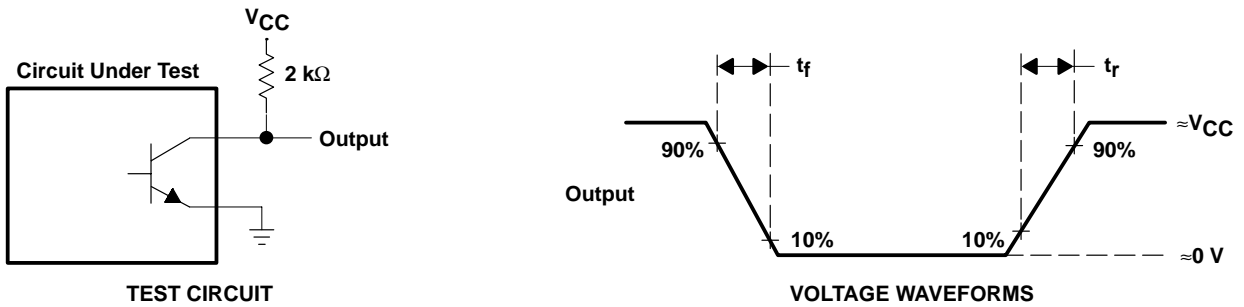 VCC
2 kΩ
Circuit Under Test
Output
TEST CIRCUIT
tf
tr
≈VCC
90%
90%
Output
10%
10%
≈0 V
VOLTAGE WAVEFORMS